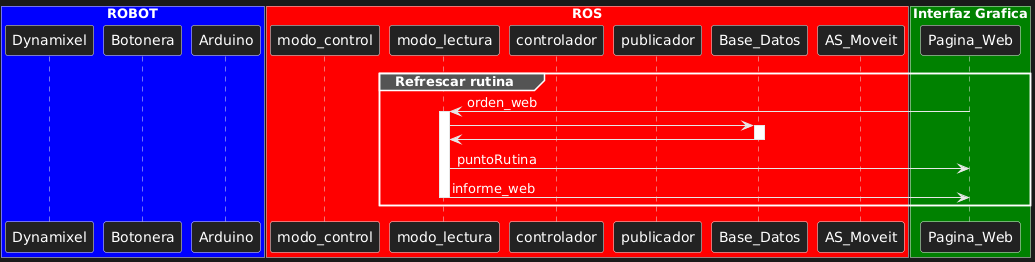 ROBOT ROS Interfaz Grafica
Dynamixel Botonera Arduino modo_control modo_lectura controlador publicador Base_Datos AS_Moveit Pagina_Web
Refrescar rutina
orden_web
puntoRutina
informe_web
Dynamixel Botonera Arduino modo_control modo_lectura controlador publicador Base_Datos AS_Moveit Pagina_Web